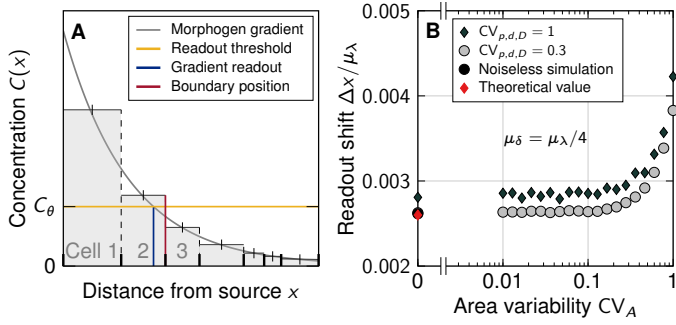 A
Morphogen gradient
Readout threshold
Gradient readout
Boundary position
Concentration C(x)
C_θ
0
Cell 1
2
3
Distance from source x
B
CV_{p,d,D} = 1
CV_{p,d,D} = 0.3
Noiseless simulation
Theoretical value
μ_δ = μ_λ/4
Readout shift Δx/μ_λ
0.005
0.004
0.003
0.002
0
0.01
0.1
1
Area variability CV_A